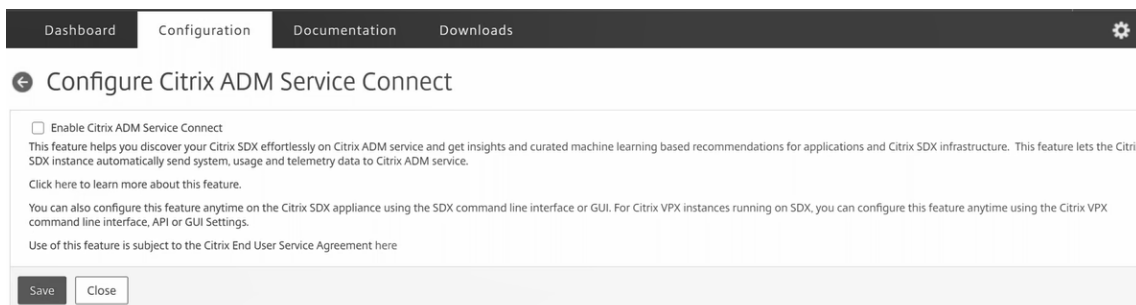 Dashboard Configuration Documentation Downloads
Configure Citrix ADM Service Connect
Enable Citrix ADM Service Connect
This feature helps you discover your Citrix SDX effortlessly on Citrix ADM service and get insights and curated machine learning based recommendations for applications and Citrix SDX infrastructure. This feature lets the Citri
SDX instance automatically send system, usage and telemetry data to Citrix ADM service.
Click here to learn more about this feature.
You can also configure this feature anytime on the Citrix SDX appliance using the SDX command line interface or GUI. For Citrix VPX instances running on SDX, you can configure this feature anytime using the Citrix VPX
command line interface, API or GUI Settings.
Use of this feature is subject to the Citrix End User Service Agreement here
Save Close